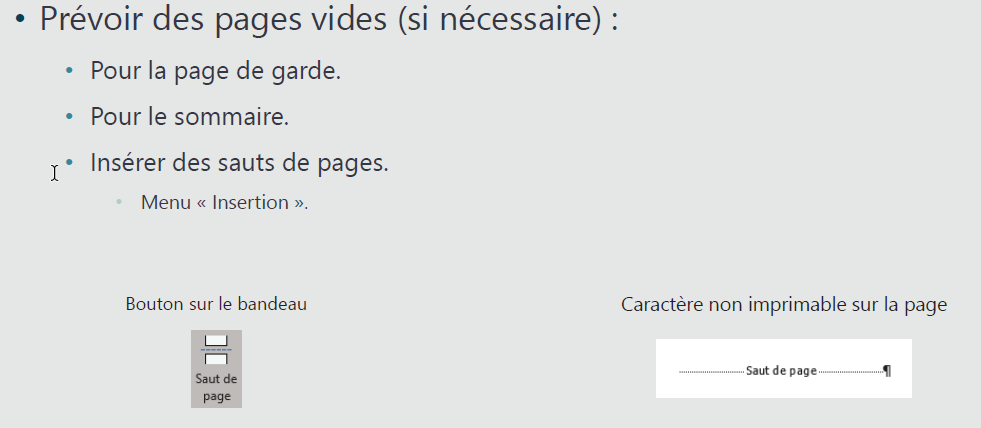 • Prévoir des pages vides (si nécessaire) :
• Pour la page de garde.
• Pour le sommaire.
• Insérer des sauts de pages.
• Menu « Insertion ».
Bouton sur le bandeau
Saut de
page
Caractère non imprimable sur la page
Saut de page ¶